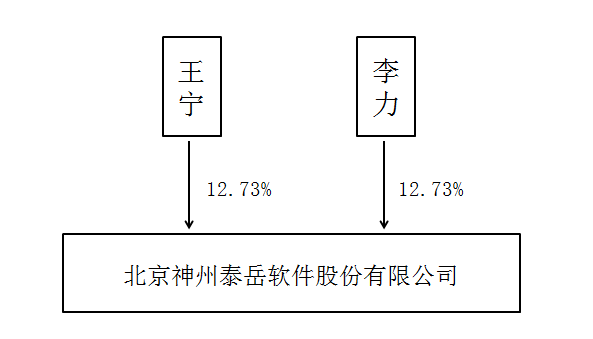 王宁
李力
12.73%
12.73%
北京神州泰岳软件股份有限公司